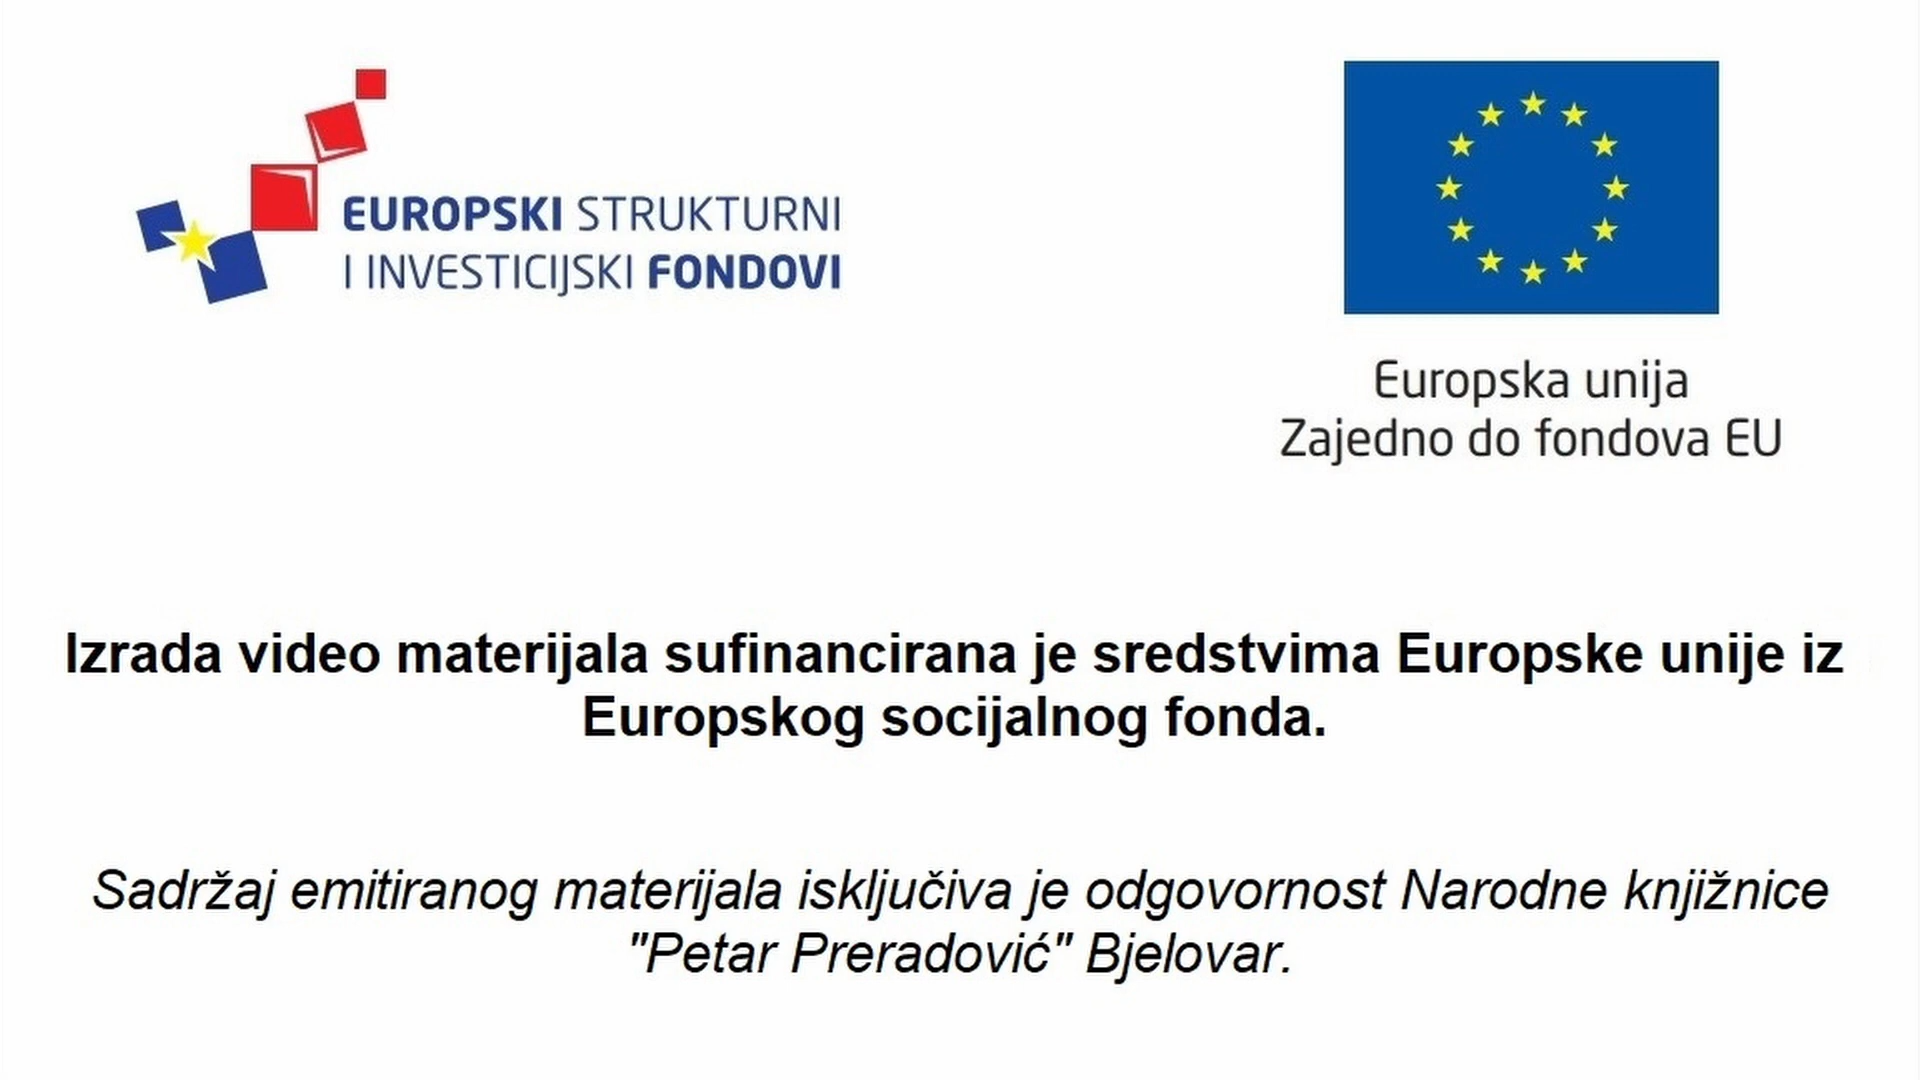 EUROPSKI STRUKTURNI
I INVESTICIJSKI FONDOVI
Europska unija
Zajedno do fondova EU
Izrada video materijala sufinancirana je sredstvima Europske unije iz
Europskog socijalnog fonda.
Sadržaj emitiranog materijala isključiva je odgovornost Narodne knjižnice
"Petar Preradović" Bjelovar.